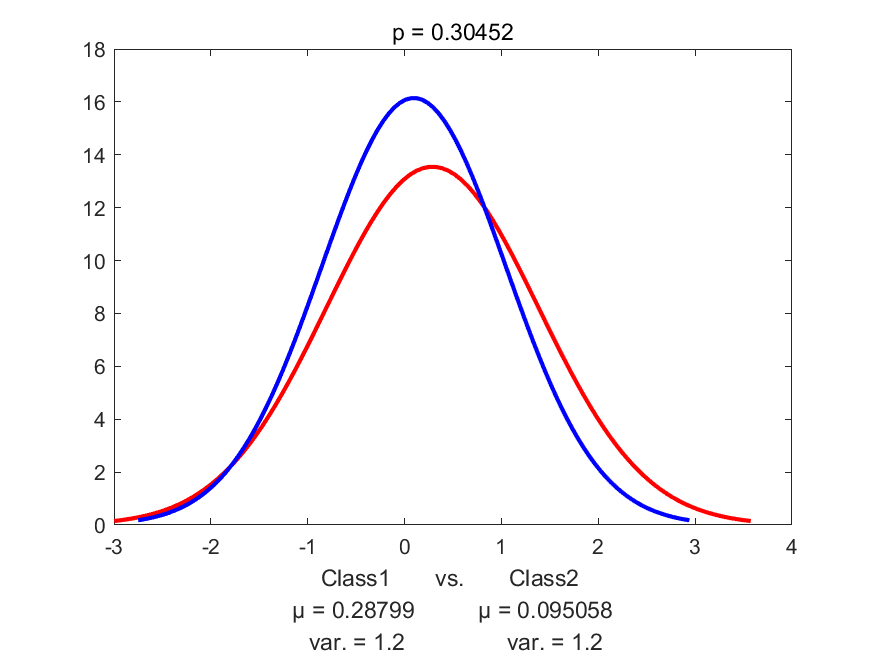 p = 0.30452
18
16
14
12
10
8
6
4
2
0
-3 -2 -1 0 1 2 3 4
Class1 vs. Class2
μ = 0.28799 μ = 0.095058
var. = 1.2 var. = 1.2